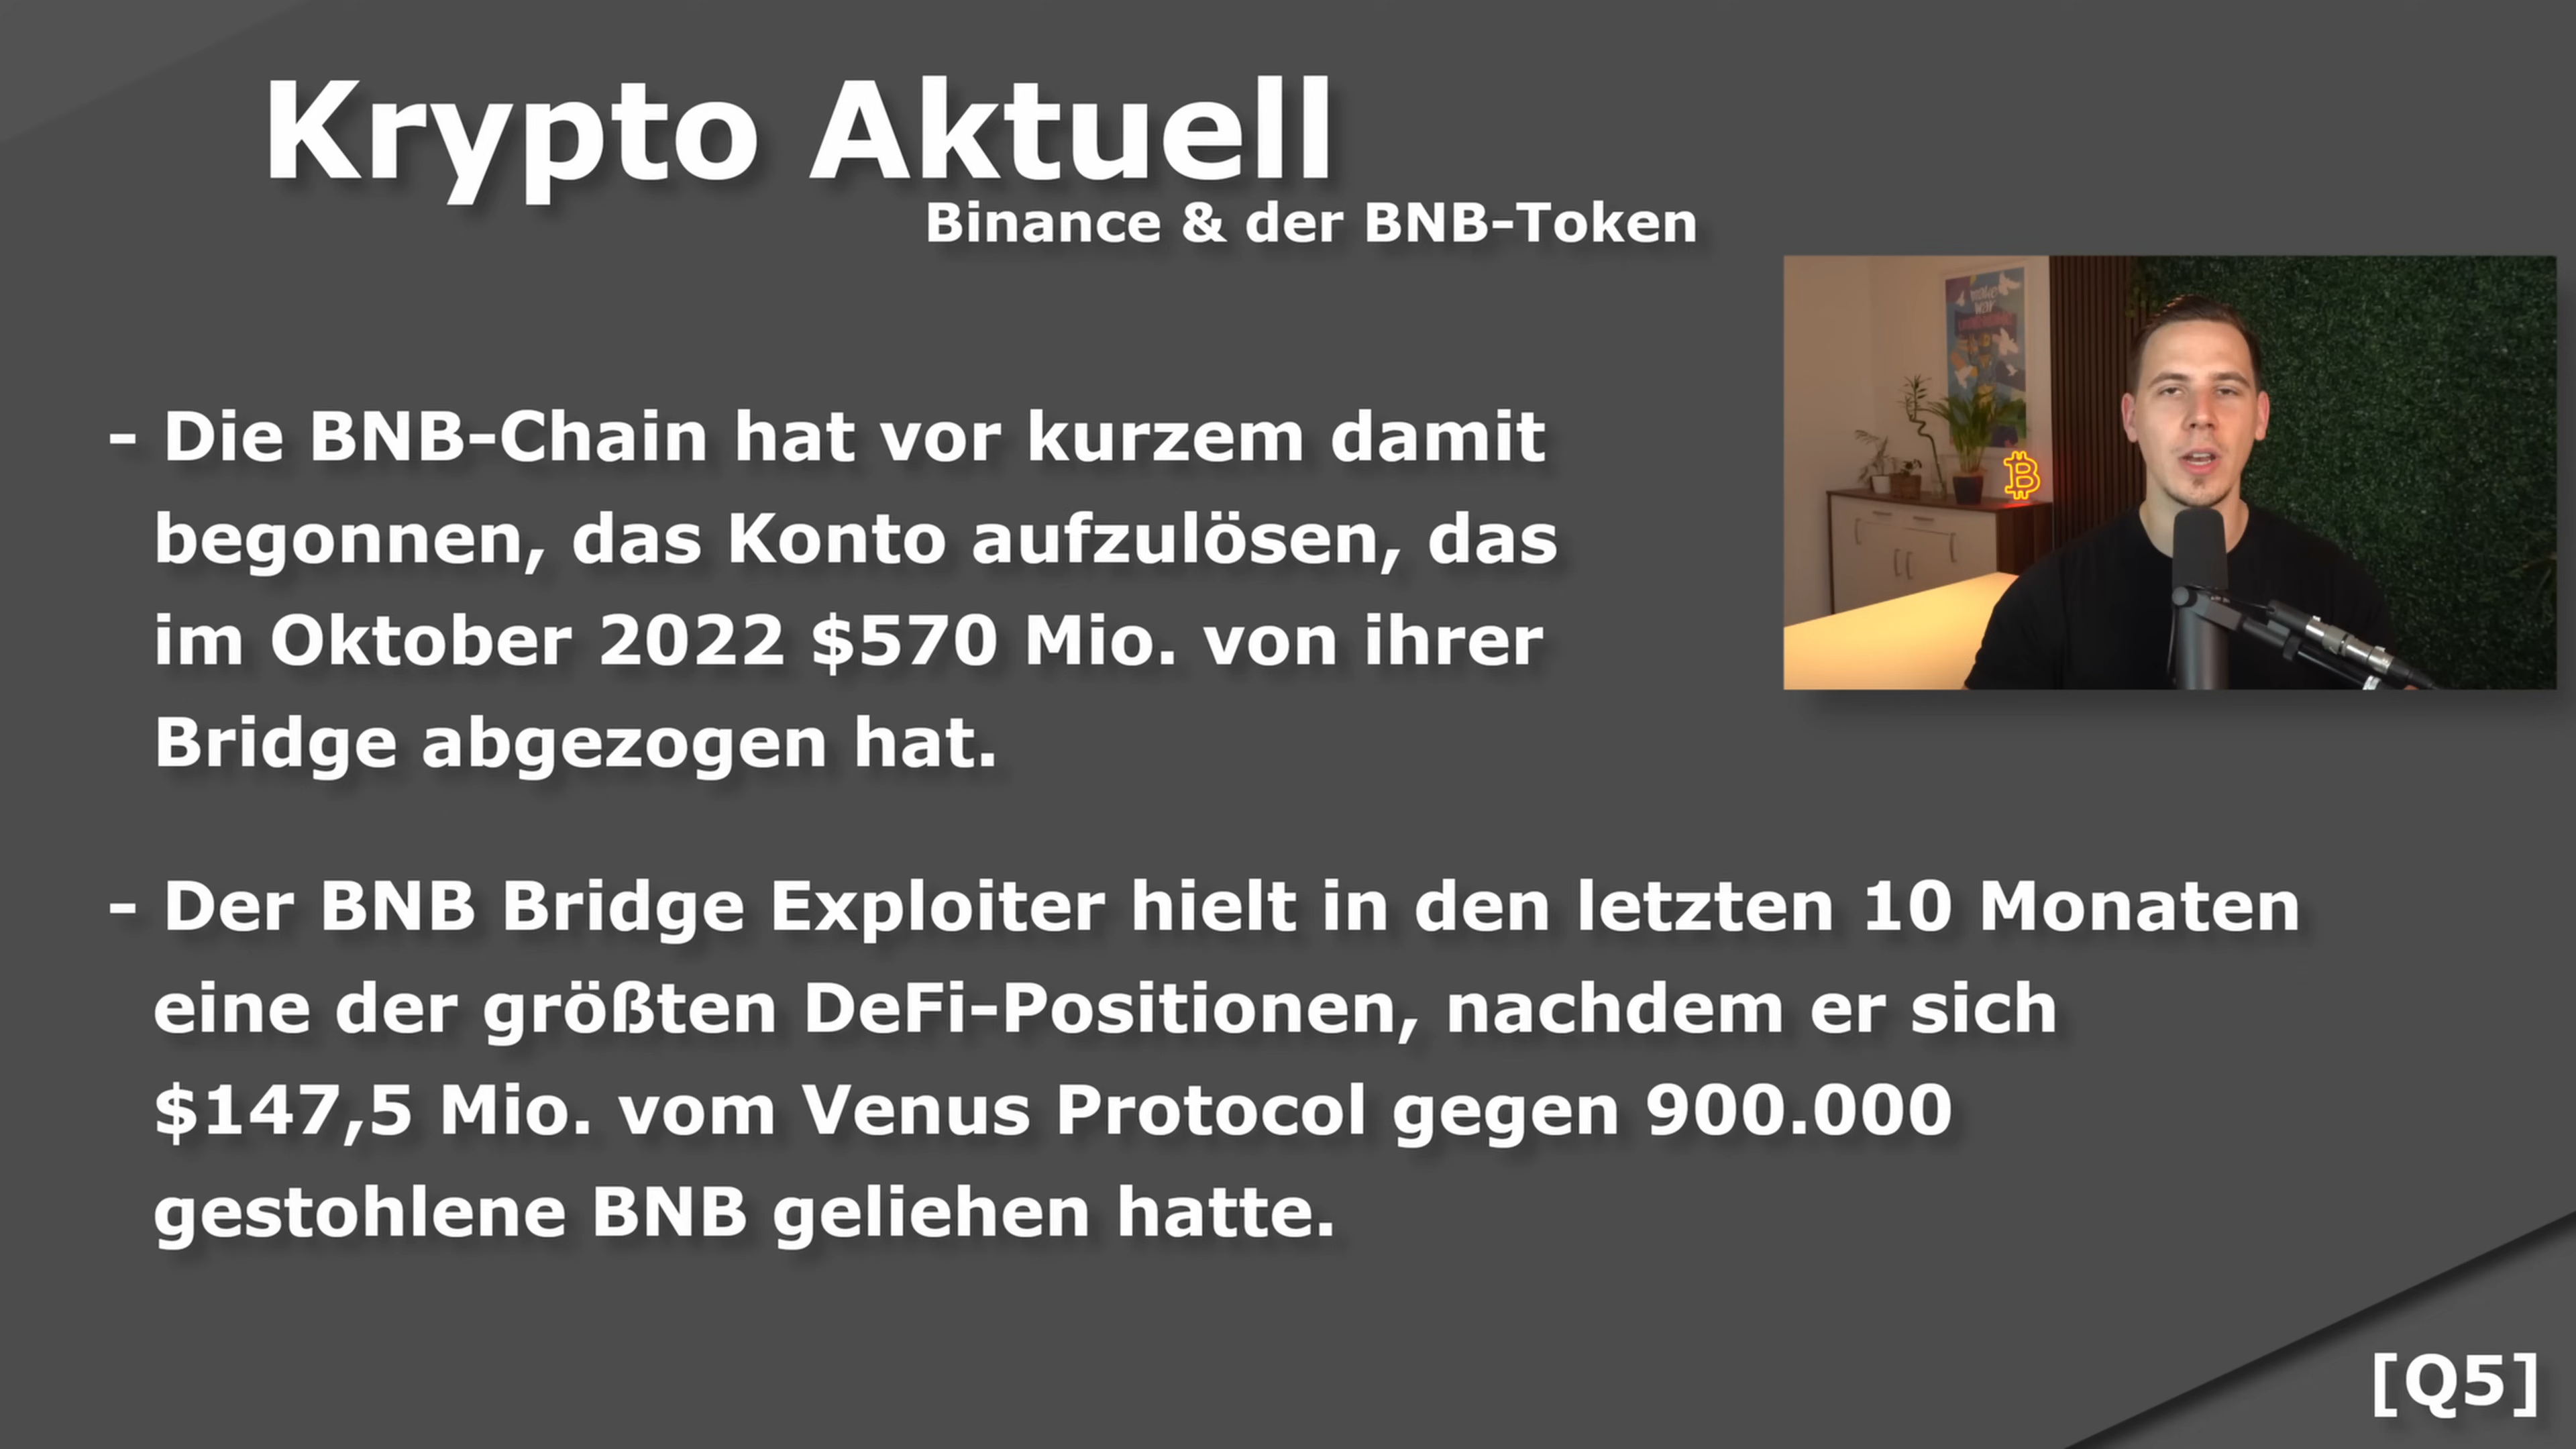 Krypto Aktuell
Binance & der BNB-Token
- Die BNB-Chain hat vor kurzem damit
begonnen, das Konto aufzulösen, das
im Oktober 2022 $570 Mio. von ihrer
Bridge abgezogen hat.
- Der BNB Bridge Exploiter hielt in den letzten 10 Monaten
eine der größten DeFi-Positionen, nachdem er sich
$147,5 Mio. vom Venus Protocol gegen 900.000
gestohlene BNB geliehen hatte.
[Q5]